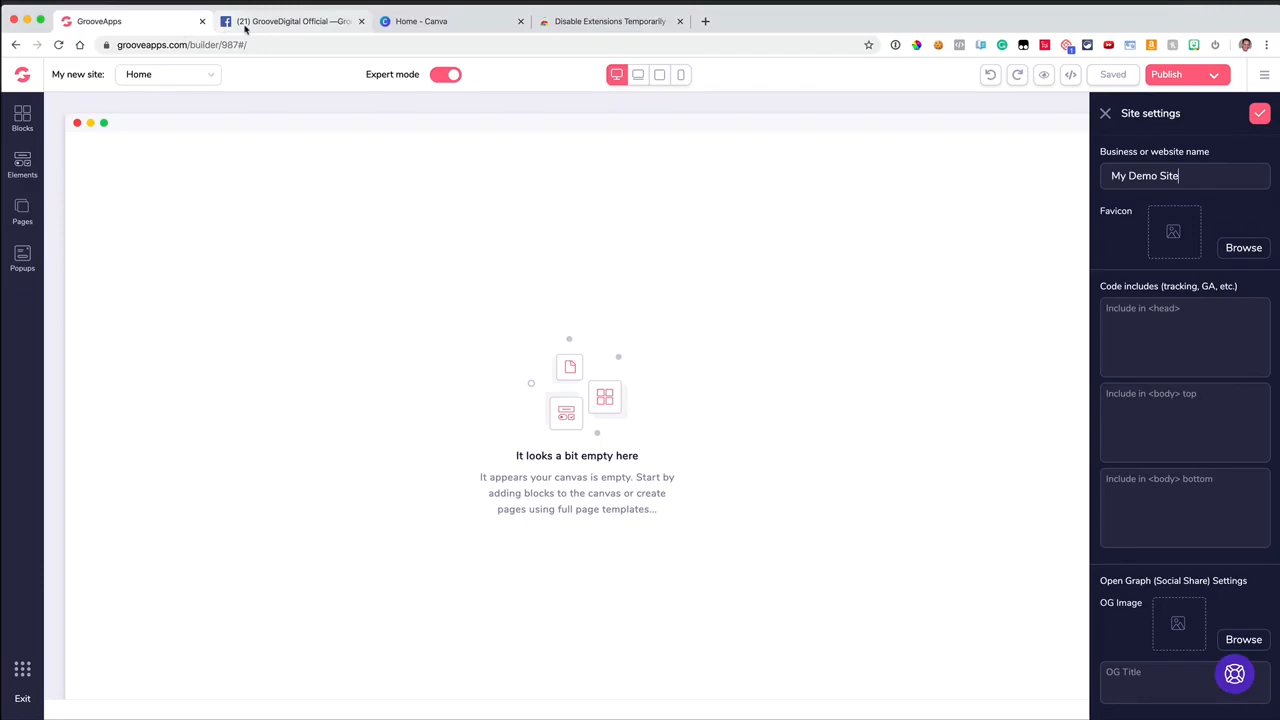 GrooveApps
(21) GrooveDigital Official —Gro
Home - Canva
Disable Extensions Temporarily
grooveapps.com/builder/987#/
My new site:
Home
Expert mode
Saved
Publish
Blocks
Elements
Pages
Popups
Exit
It looks a bit empty here
It appears your canvas is empty. Start by
adding blocks to the canvas or create
pages using full page templates...
Site settings
Business or website name
My Demo Site
Favicon
Browse
Code includes (tracking, GA, etc.)
Include in <head>
Include in <body> top
Include in <body> bottom
Open Graph (Social Share) Settings
OG Image
Browse
OG Title